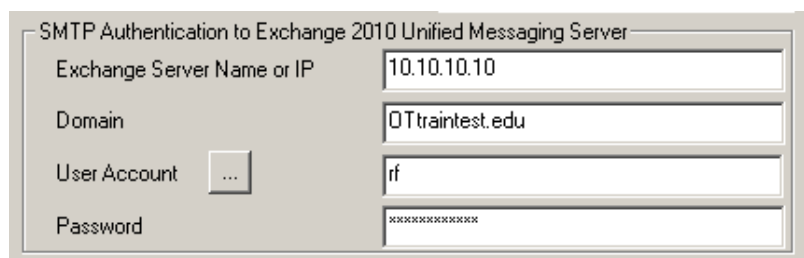 SMTP Authentication to Exchange 2010 Unified Messaging Server
Exchange Server Name or IP 10.10.10.10
Domain OTtraintest.edu
User Account ... rf
Password ************